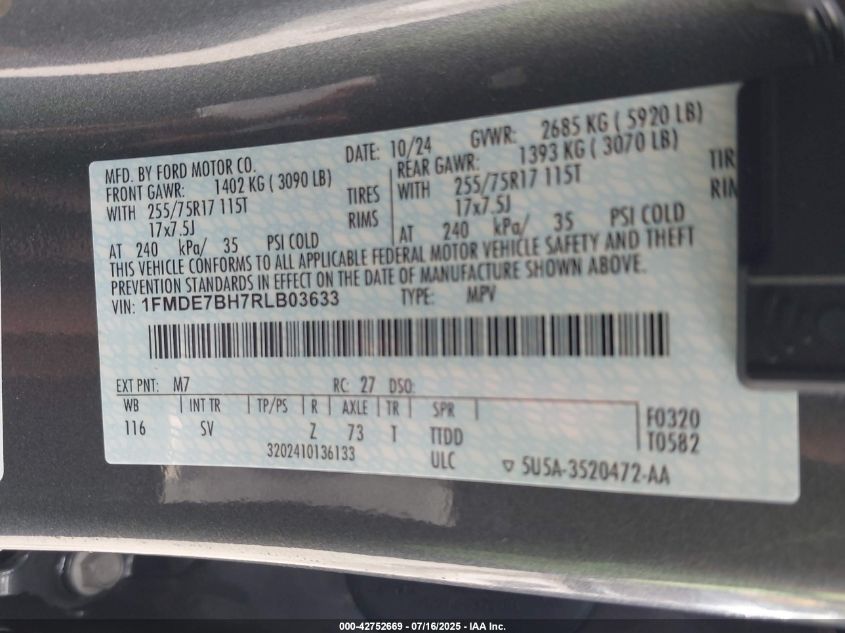 MFD. BY FORD MOTOR CO. DATE: 10/24 GVWR: 2685 KG ( 5920 LB)
FRONT GAWR: 1402 KG ( 3090 LB) REAR GAWR: 1393 KG ( 3070 LB)
WITH 255/75R17 115T TIRES WITH 255/75R17 115T TIR
17x7.5J RIMS 17x7.5J RIM
AT 240 kPa/ 35 PSI COLD AT 240 kPa/ 35 PSI COLD
THIS VEHICLE CONFORMS TO ALL APPLICABLE FEDERAL MOTOR VEHICLE SAFETY AND THEFT
PREVENTION STANDARDS IN EFFECT ON THE DATE OF MANUFACTURE SHOWN ABOVE.
VIN: 1FMDE7BH7RLB03633 TYPE: MPV
EXT PNT: M7 RC: 27 DSO:
WB INT TR TP/PS R AXLE TR SPR F0320
116 SV Z 73 T TTDD T0582
3202410136133 ULC ▽ 5U5A-3520472-AA
000-42752669 - 07/16/2025 - IAA Inc.